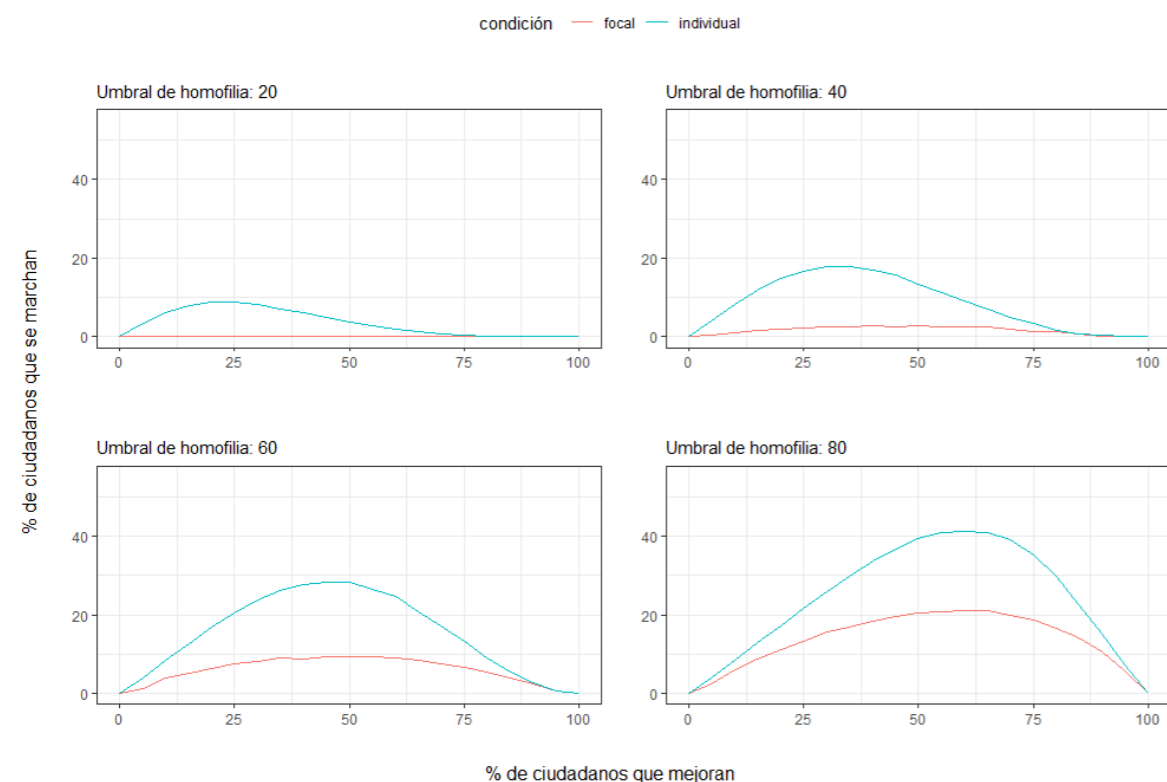 condición focal individual
Umbral de homofilia: 20
40
20
0
0 25 50 75 100
Umbral de homofilia: 40
40
20
0
0 25 50 75 100
% de ciudadanos que se marchan
Umbral de homofilia: 60
40
20
0
0 25 50 75 100
Umbral de homofilia: 80
40
20
0
0 25 50 75 100
% de ciudadanos que mejoran